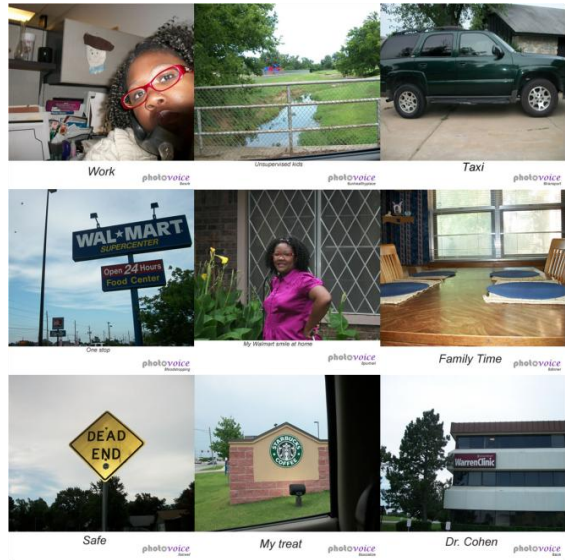 Work
photovoice
Unsupervised kids
photovoice
Taxi
photovoice
WAL★MART
SUPERCENTER
Open 24 Hours
Food Center
One stop
photovoice
My Walmart smile at home
photovoice
Family Time
photovoice
DEAD
END
Safe
photovoice
STARBUCKS
COFFEE
My treat
photovoice
WarrenClinic
Dr. Cohen
photovoice